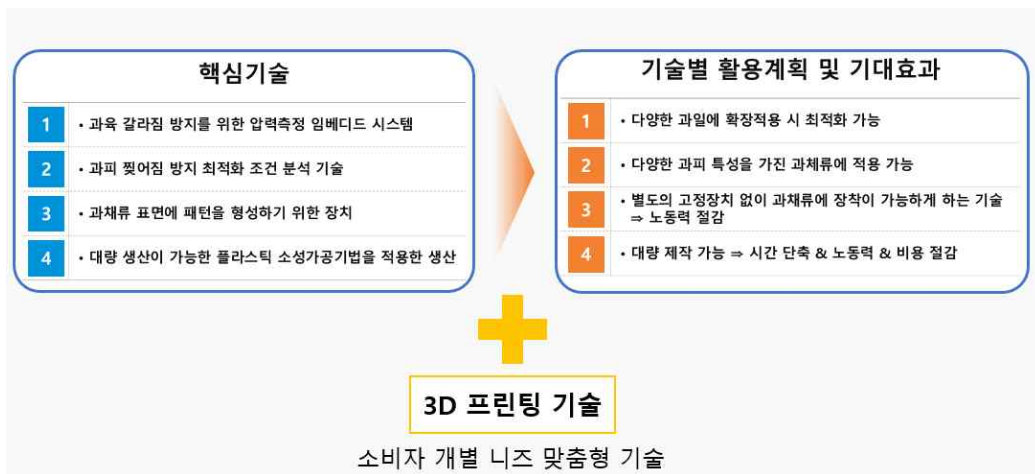 핵심기술
1 • 과육 갈라짐 방지를 위한 압력측정 임베디드 시스템
2 • 과피 찢어짐 방지 최적화 조건 분석 기술
3 • 과채류 표면에 패턴을 형성하기 위한 장치
4 • 대량 생산이 가능한 플라스틱 소성가공기법을 적용한 생산
기술별 활용계획 및 기대효과
1 • 다양한 과일에 확장적용 시 최적화 가능
2 • 다양한 과피 특성을 가진 과체류에 적용 가능
3 • 별도의 고정장치 없이 과채류에 장착이 가능하게 하는 기술
⇒ 노동력 절감
4 • 대량 제작 가능 ⇒ 시간 단축 & 노동력 & 비용 절감
3D 프린팅 기술
소비자 개별 니즈 맞춤형 기술